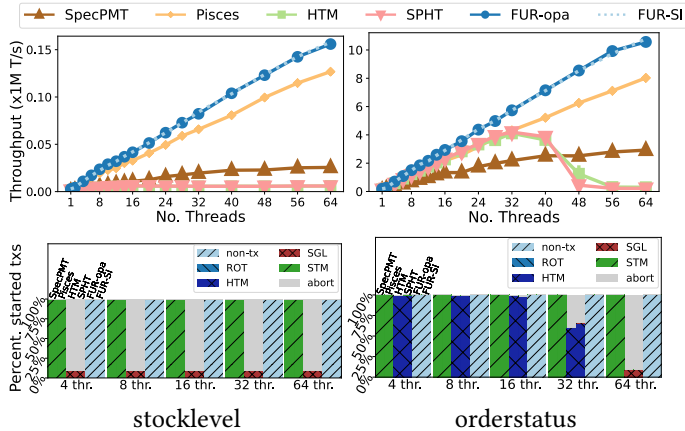 SpecPMT Pisces HTM SPHT FUR-opa FUR-SI
Throughput (x1M T/s)
0.15
0.10
0.05
0.00
1 8 16 24 32 40 48 56 64
No. Threads
10
8
6
4
2
0
1 8 16 24 32 40 48 56 64
No. Threads
Percent. started txs
100%
75%
50%
25%
0%
SpecPMT
Pisces
HTM
SPHT
FUR-opa
FUR-SI
non-tx SGL
ROT STM
HTM abort
4 thr. 8 thr. 16 thr. 32 thr. 64 thr.
stocklevel
100%
75%
50%
25%
0%
SpecPMT
Pisces
HTM
SPHT
FUR-opa
FUR-SI
non-tx SGL
ROT STM
HTM abort
4 thr. 8 thr. 16 thr. 32 thr. 64 thr.
orderstatus